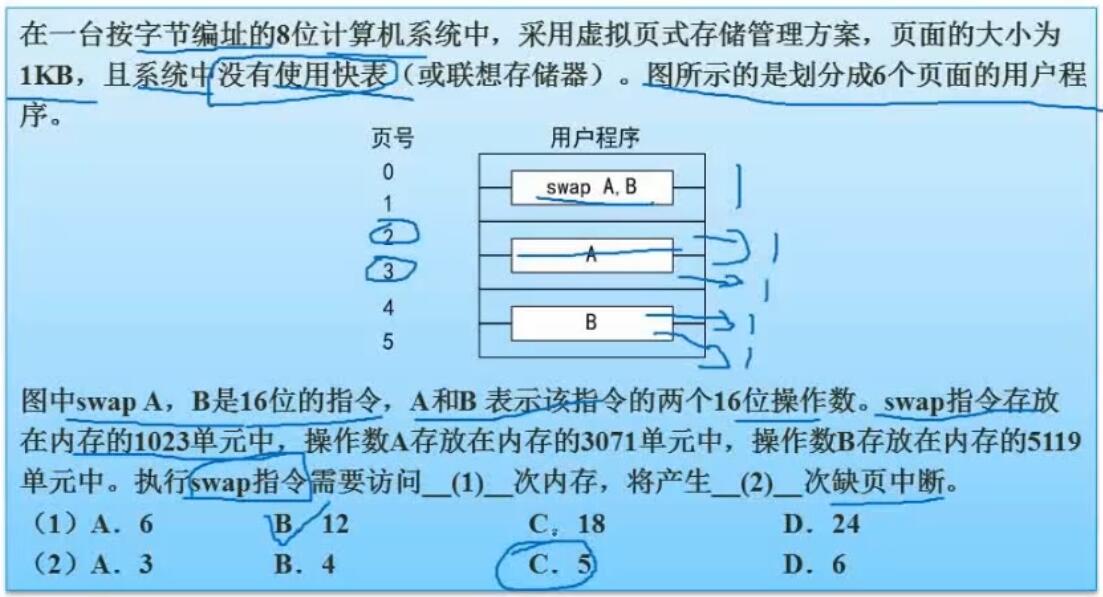 在一台按字节编址的8位计算机系统中，采用虚拟页式存储管理方案，页面的大小为
1KB，且系统中没有使用快表（或联想存储器）。图所示的是划分成6个页面的用户程
序。
页号 用户程序
0
swap A,B
1
2
A
3
4
B
5
图中swap A，B是16位的指令，A和B 表示该指令的两个16位操作数。swap指令存放
在内存的1023单元中，操作数A存放在内存的3071单元中，操作数B存放在内存的5119
单元中。执行swap指令需要访问__(1)__次内存，将产生__(2)__次缺页中断。
（1）A．6 B．12 C．18 D．24
（2）A．3 B．4 C．5 D．6